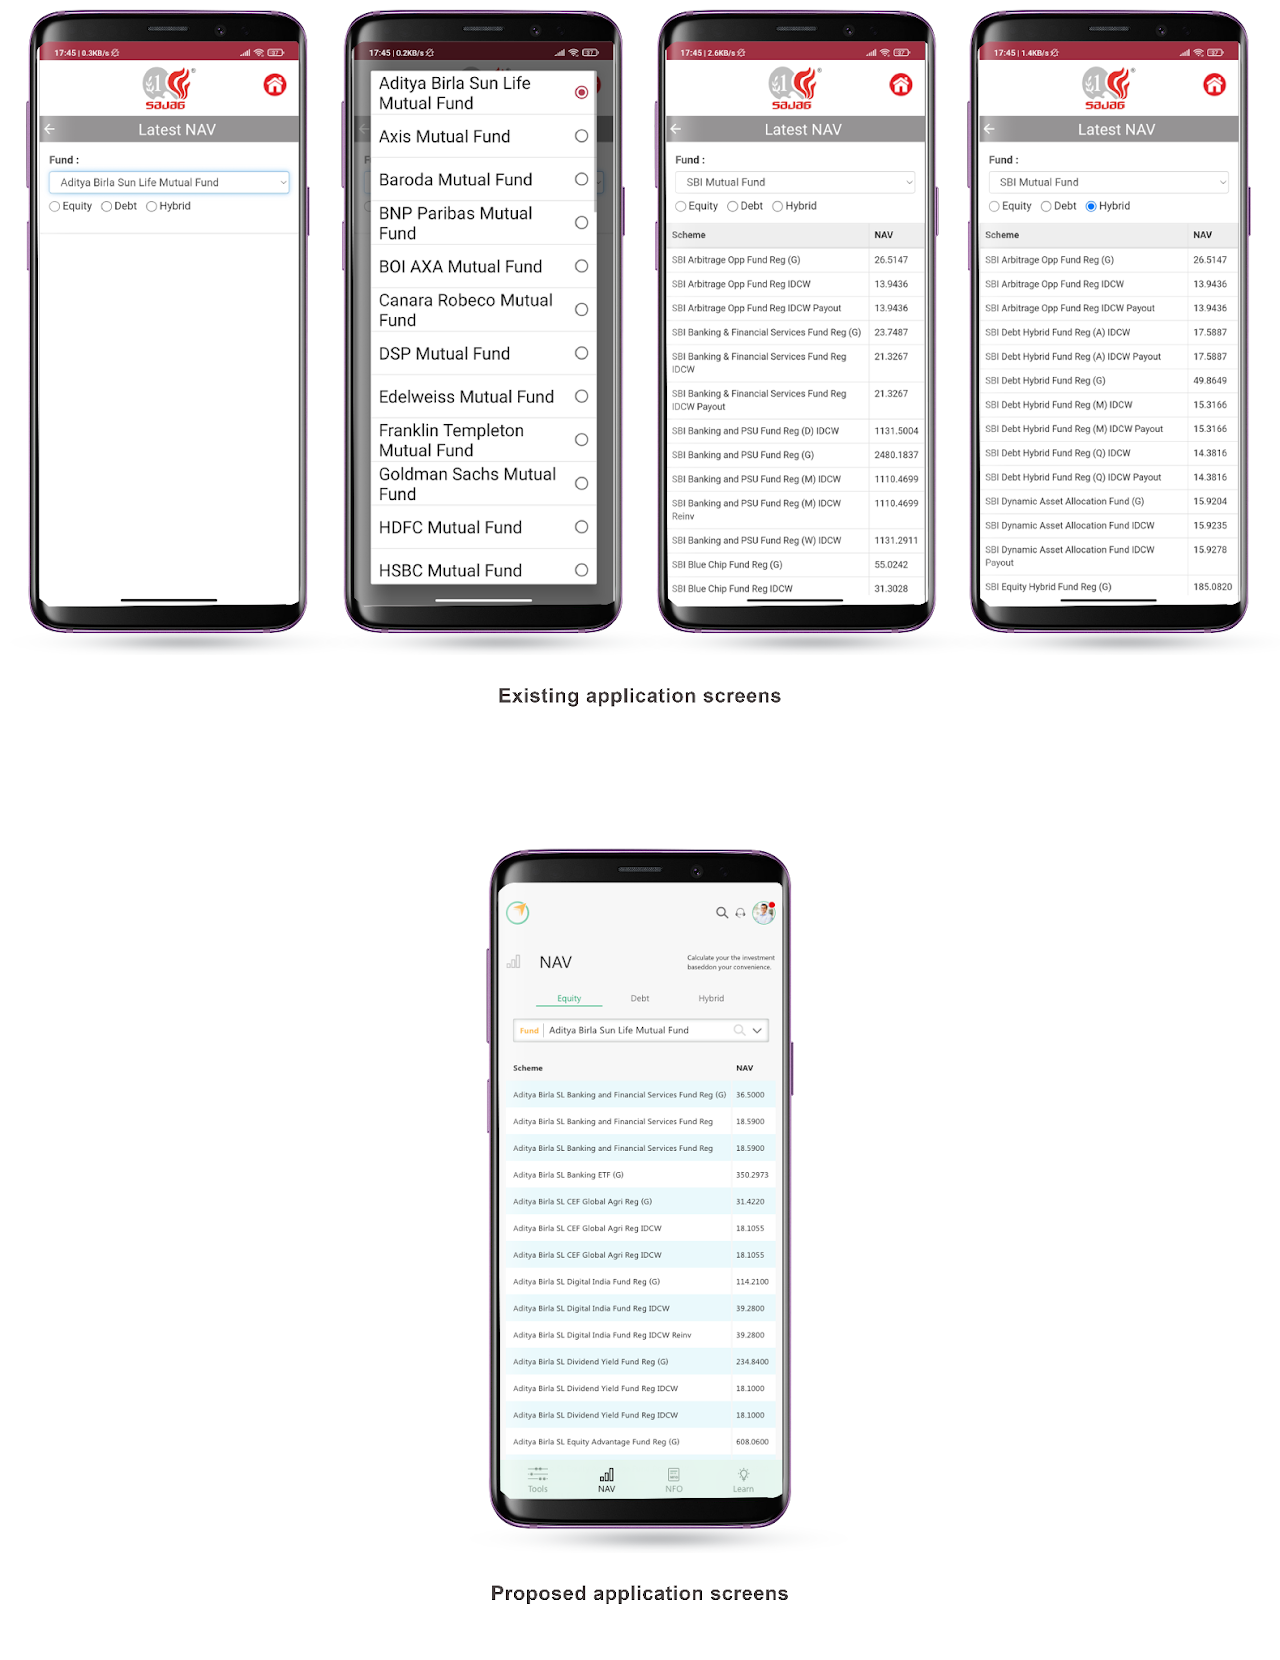 17:45 | 0.3KB/s
SAJAG
Latest NAV
Fund :
Aditya Birla Sun Life Mutual Fund
Equity Debt Hybrid
17:45 | 0.2KB/s
Aditya Birla Sun Life
Mutual Fund
Axis Mutual Fund
Baroda Mutual Fund
BNP Paribas Mutual
Fund
BOI AXA Mutual Fund
Canara Robeco Mutual
Fund
DSP Mutual Fund
Edelweiss Mutual Fund
Franklin Templeton
Mutual Fund
Goldman Sachs Mutual
Fund
HDFC Mutual Fund
HSBC Mutual Fund
17:45 | 2.6KB/s
SAJAG
Latest NAV
Fund :
SBI Mutual Fund
Equity Debt Hybrid
Scheme NAV
SBI Arbitrage Opp Fund Reg (G) 26.5147
SBI Arbitrage Opp Fund Reg IDCW 13.9436
SBI Arbitrage Opp Fund Reg IDCW Payout 13.9436
SBI Banking & Financial Services Fund Reg (G) 23.7487
SBI Banking & Financial Services Fund Reg 21.3267
IDCW
SBI Banking & Financial Services Fund Reg 21.3267
IDCW Payout
SBI Banking and PSU Fund Reg (D) IDCW 1131.5004
SBI Banking and PSU Fund Reg (G) 2480.1837
SBI Banking and PSU Fund Reg (M) IDCW 1110.4699
SBI Banking and PSU Fund Reg (M) IDCW 1110.4699
Reinv
SBI Banking and PSU Fund Reg (W) IDCW 1131.2911
SBI Blue Chip Fund Reg (G) 55.0242
SBI Blue Chip Fund Reg IDCW 31.3028
17:45 | 1.4KB/s
SAJAG
Latest NAV
Fund :
SBI Mutual Fund
Equity Debt Hybrid
Scheme NAV
SBI Arbitrage Opp Fund Reg (G) 26.5147
SBI Arbitrage Opp Fund Reg IDCW 13.9436
SBI Arbitrage Opp Fund Reg IDCW Payout 13.9436
SBI Debt Hybrid Fund Reg (A) IDCW 17.5887
SBI Debt Hybrid Fund Reg (A) IDCW Payout 17.5887
SBI Debt Hybrid Fund Reg (G) 49.8649
SBI Debt Hybrid Fund Reg (M) IDCW 15.3166
SBI Debt Hybrid Fund Reg (M) IDCW Payout 15.3166
SBI Debt Hybrid Fund Reg (Q) IDCW 14.3816
SBI Debt Hybrid Fund Reg (Q) IDCW Payout 14.3816
SBI Dynamic Asset Allocation Fund (G) 15.9204
SBI Dynamic Asset Allocation Fund IDCW 15.9235
SBI Dynamic Asset Allocation Fund IDCW 15.9278
Payout
SBI Equity Hybrid Fund Reg (G) 185.0820
Existing application screens
NAV
Calculate your the investment
baseddon your convenience.
Equity Debt Hybrid
Fund Aditya Birla Sun Life Mutual Fund
Scheme NAV
Aditya Birla SL Banking and Financial Services Fund Reg (G) 36.5000
Aditya Birla SL Banking and Financial Services Fund Reg 18.5900
Aditya Birla SL Banking and Financial Services Fund Reg 18.5900
Aditya Birla SL Banking ETF (G) 350.2973
Aditya Birla SL CEF Global Agri Reg (G) 31.4220
Aditya Birla SL CEF Global Agri Reg IDCW 18.1055
Aditya Birla SL CEF Global Agri Reg IDCW 18.1055
Aditya Birla SL Digital India Fund Reg (G) 114.2100
Aditya Birla SL Digital India Fund Reg IDCW 39.2800
Aditya Birla SL Digital India Fund Reg IDCW Reinv 39.2800
Aditya Birla SL Dividend Yield Fund Reg (G) 234.8400
Aditya Birla SL Dividend Yield Fund Reg IDCW 18.1000
Aditya Birla SL Dividend Yield Fund Reg IDCW 18.1000
Aditya Birla SL Equity Advantage Fund Reg (G) 608.0600
Tools NAV NFO Learn
Proposed application screens